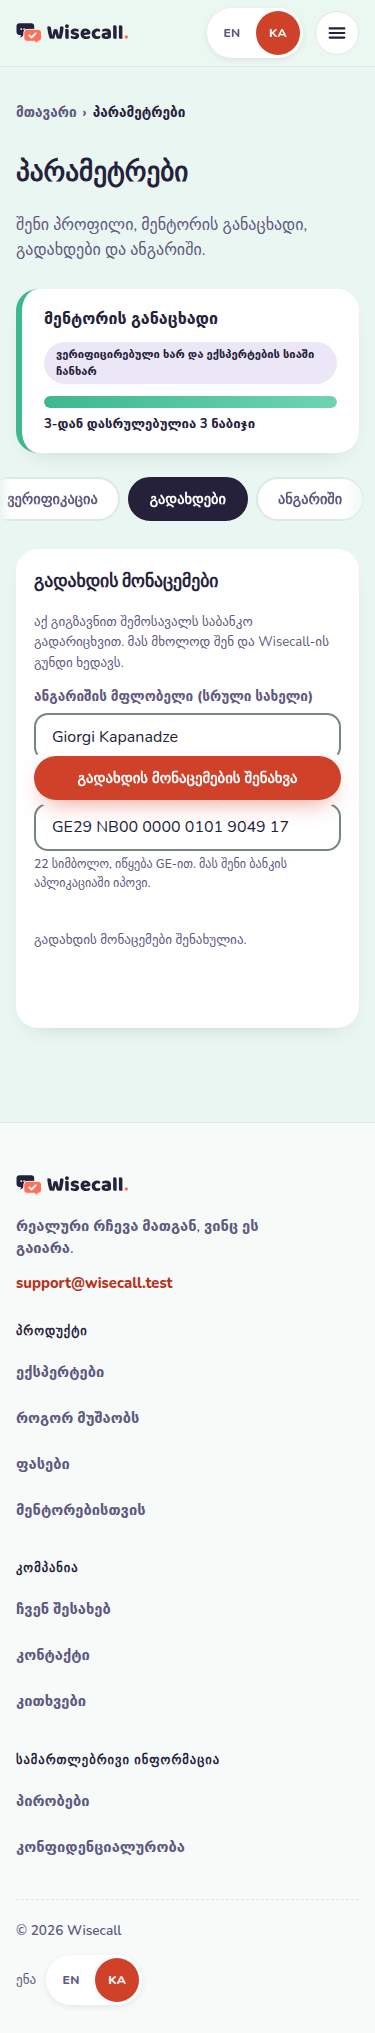 Wisecall.
EN KA
მთავარი › პარამეტრები
პარამეტრები
შენი პროფილი, მენტორის განაცხადი,
გადახდები და ანგარიში.
მენტორის განაცხადი
ვერიფიცირებული ხარ და ექსპერტების სიაში
ჩანხარ
3-დან დასრულებულია 3 ნაბიჯი
ვერიფიკაცია გადახდები ანგარიში
გადახდის მონაცემები
აქ გიგზავნით შემოსავალს საბანკო
გადარიცხვით. მას მხოლოდ შენ და Wisecall-ის
გუნდი ხედავს.
ანგარიშის მფლობელი (სრული სახელი)
Giorgi Kapanadze
გადახდის მონაცემების შენახვა
GE29 NB00 0000 0101 9049 17
22 სიმბოლო, იწყება GE-ით. მას შენი ბანკის
აპლიკაციაში იპოვი.
გადახდის მონაცემები შენახულია.
Wisecall.
რეალური რჩევა მათგან, ვინც ეს
გაიარა.
support@wisecall.test
პროდუქტი
ექსპერტები
როგორ მუშაობს
ფასები
მენტორებისთვის
კომპანია
ჩვენ შესახებ
კონტაქტი
კითხვები
სამართლებრივი ინფორმაცია
პირობები
კონფიდენციალურობა
© 2026 Wisecall
ენა EN KA